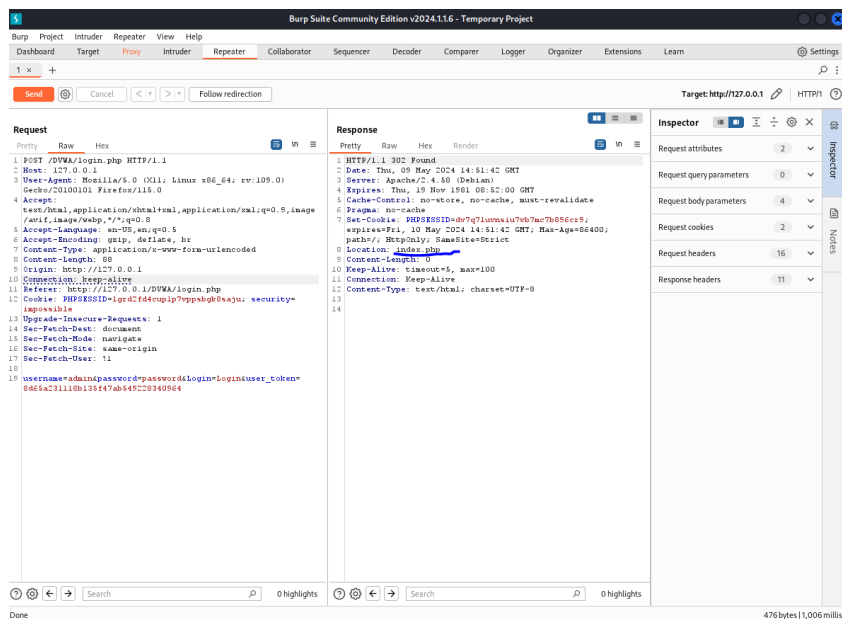 Burp Suite Community Edition v2024.1.1.6 - Temporary Project
Burp Project Intruder Repeater View Help
Dashboard Target Proxy Intruder Repeater Collaborator Sequencer Decoder Comparer Logger Organizer Extensions Learn Settings
1 × +
Send Cancel < > Follow redirection Target: http://127.0.0.1 HTTP/1
Request
Pretty Raw Hex \n
1 POST /DVWA/login.php HTTP/1.1
2 Host: 127.0.0.1
3 User-Agent: Mozilla/5.0 (X11; Linux x86_64; rv:109.0)
Gecko/20100101 Firefox/115.0
4 Accept:
text/html,application/xhtml+xml,application/xml;q=0.9,image
/avif,image/webp,*/*;q=0.8
5 Accept-Language: en-US,en;q=0.5
6 Accept-Encoding: gzip, deflate, br
7 Content-Type: application/x-www-form-urlencoded
8 Content-Length: 88
9 Origin: http://127.0.0.1
10 Connection: keep-alive
11 Referer: http://127.0.0.1/DVWA/login.php
12 Cookie: PHPSESSID=lgrd2fd4cuplp7vppsbgk8saju; security=
impossible
13 Upgrade-Insecure-Requests: 1
14 Sec-Fetch-Dest: document
15 Sec-Fetch-Mode: navigate
16 Sec-Fetch-Site: same-origin
17 Sec-Fetch-User: ?1
18
19 username=admin&password=password&Login=Login&user_token=
8d65a231118b135f47ab549228340964
Search 0 highlights
Response
Pretty Raw Hex Render \n
1 HTTP/1.1 302 Found
2 Date: Thu, 09 May 2024 14:51:42 GMT
3 Server: Apache/2.4.58 (Debian)
4 Expires: Thu, 19 Nov 1981 08:52:00 GMT
5 Cache-Control: no-store, no-cache, must-revalidate
6 Pragma: no-cache
7 Set-Cookie: PHPSESSID=dv7q7luvnsiu7vb7mc7b896cr9;
expires=Fri, 10 May 2024 14:51:42 GMT; Max-Age=86400;
path=/; HttpOnly; SameSite=Strict
8 Location: index.php
9 Content-Length: 0
10 Keep-Alive: timeout=5, max=100
11 Connection: Keep-Alive
12 Content-Type: text/html; charset=UTF-8
13
14
Search 0 highlights
Inspector
Request attributes 2
Request query parameters 0
Request body parameters 4
Request cookies 2
Request headers 16
Response headers 11
Inspector
Notes
Done 476 bytes | 1,006 millis